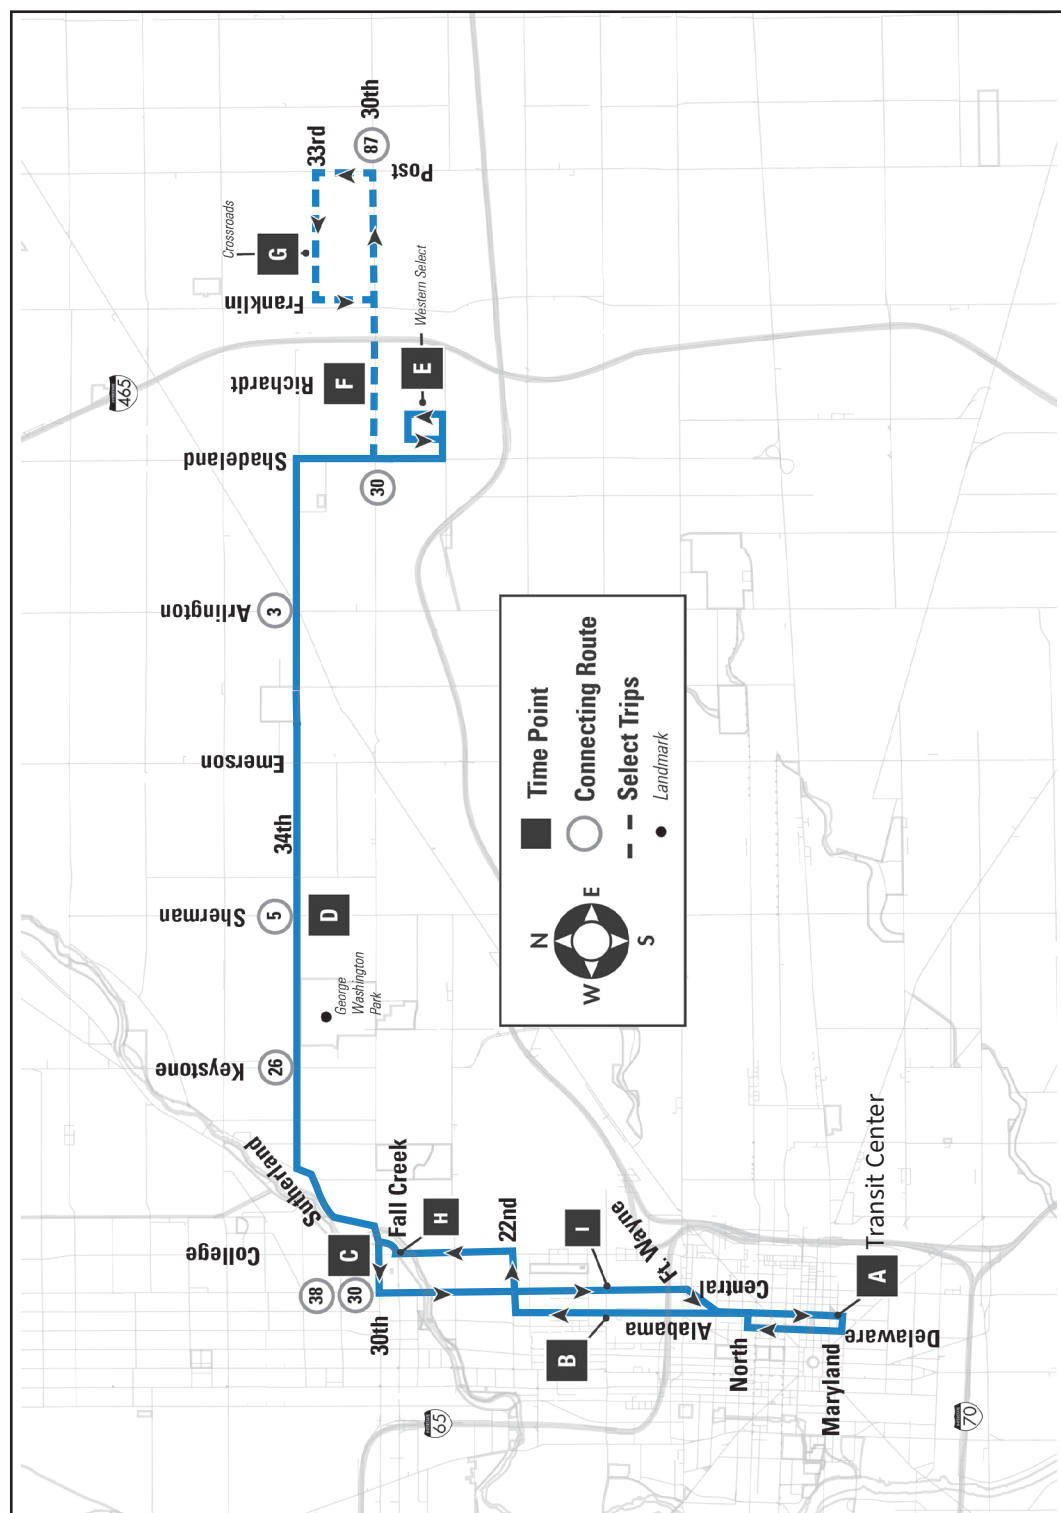 33rd
30th
87
Post
Crossroads
G
Franklin
Western Select
E
F
Richardt
INTERSTATE
465
Shadeland
30
Arlington
3
Emerson
34th
Sherman
5
D
George
Washington
Park
Keystone
26
Time Point
Connecting Route
Select Trips
Landmark
N
E
S
W
Sutherland
College
C
38
30
30th
Fall Creek
H
22nd
I
Ft. Wayne
Central
Alabama
B
North
Delaware
Maryland
A
Transit Center
65
70